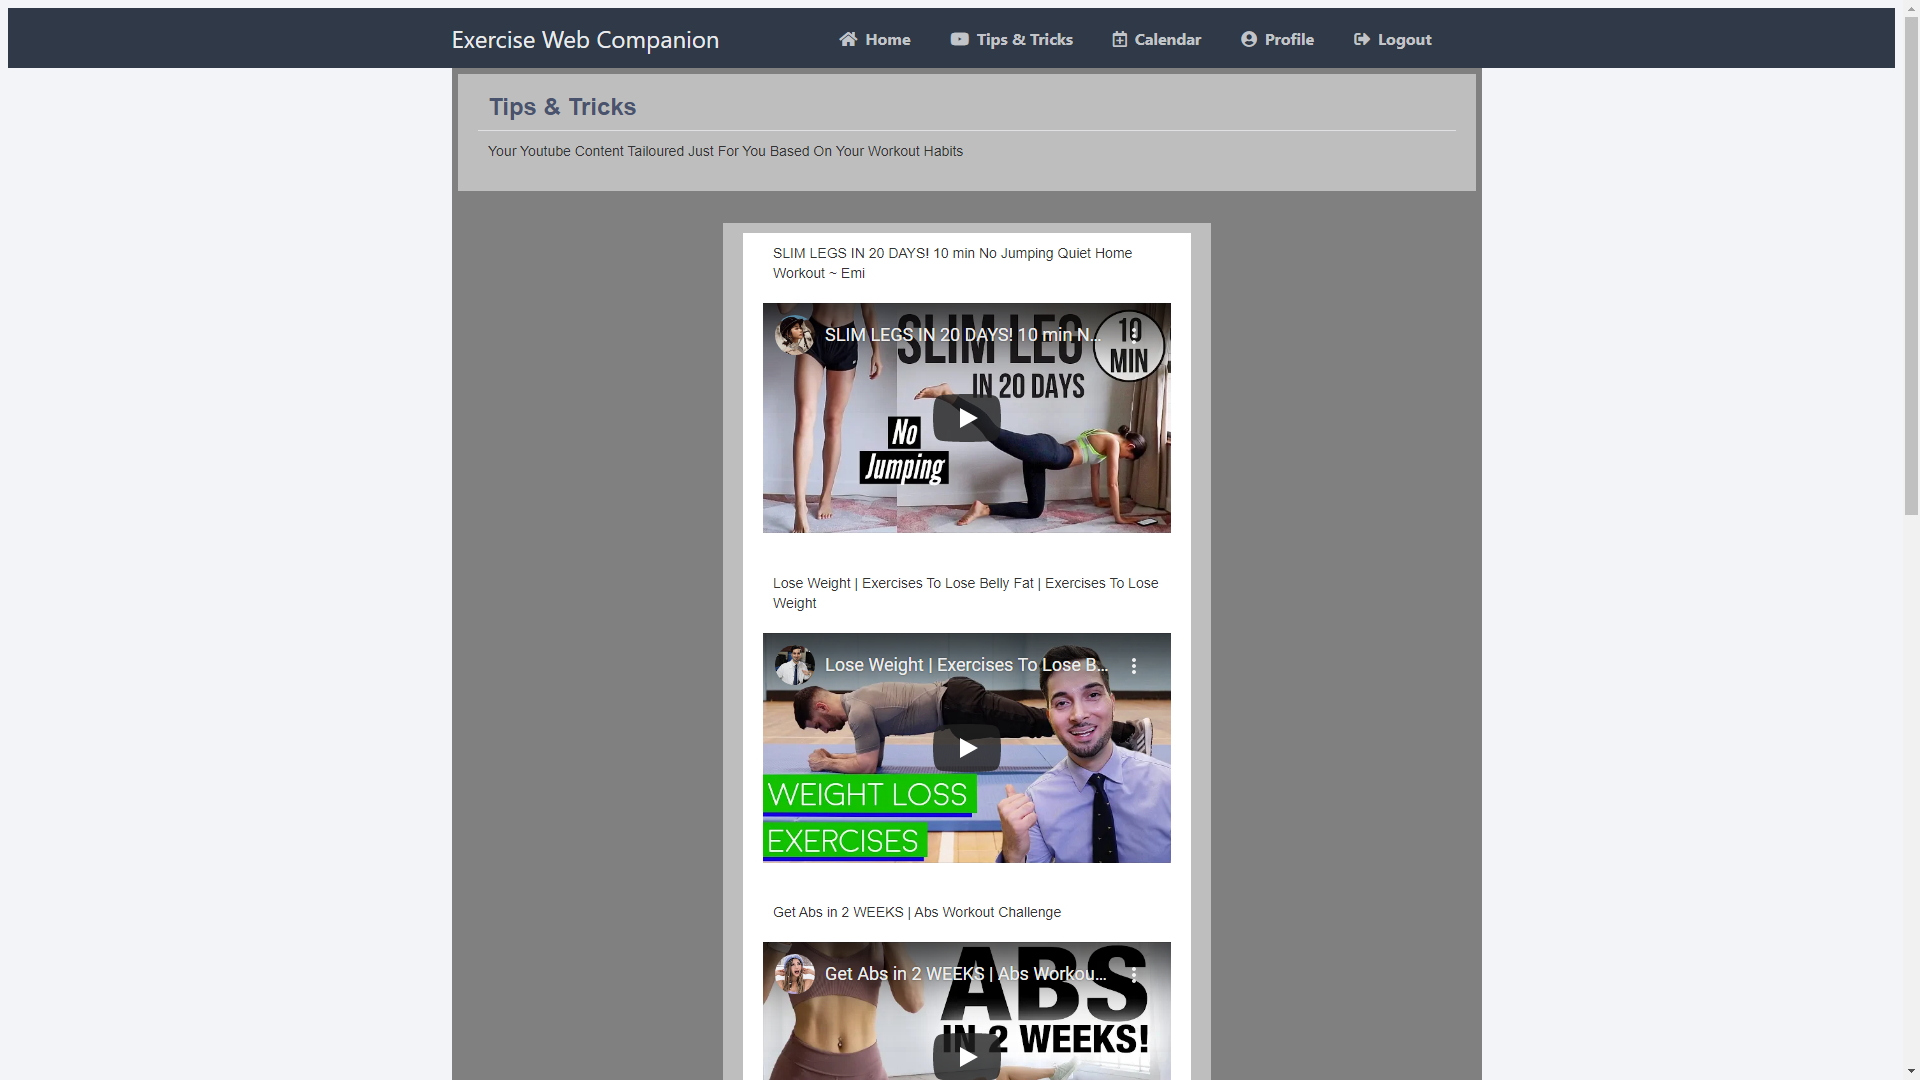 Exercise Web Companion
Home
Tips & Tricks
Calendar
Profile
Logout
Tips & Tricks
Your Youtube Content Tailoured Just For You Based On Your Workout Habits
SLIM LEGS IN 20 DAYS! 10 min No Jumping Quiet Home
Workout ~ Emi
SLIM LEGS IN 20 DAYS! 10 min N...
SLIM LEG
IN 20 DAYS
10
MIN
No
Jumping
Lose Weight | Exercises To Lose Belly Fat | Exercises To Lose
Weight
Lose Weight | Exercises To Lose B...
WEIGHT LOSS
EXERCISES
Get Abs in 2 WEEKS | Abs Workout Challenge
Get Abs in 2 WEEKS | Abs Workou...
ABS
IN 2 WEEKS!